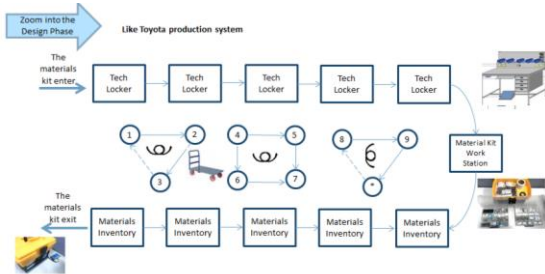 Zoom into the
Design Phase
Like Toyota production system
The
materials
kit enter
Tech
Locker
Tech
Locker
Tech
Locker
Tech
Locker
Tech
Locker
1
2
4
5
8
9
3
6
7
*
Material Kit
Work
Station
The
materials
kit exit
Materials
Inventory
Materials
Inventory
Materials
Inventory
Materials
Inventory
Materials
Inventory